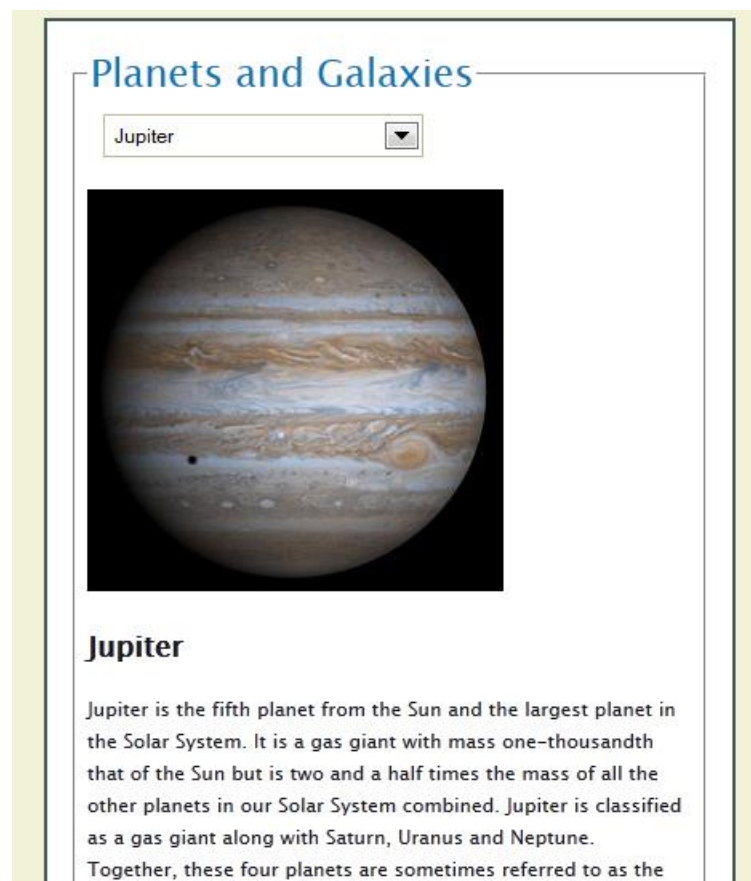 Planets and Galaxies
Jupiter
Jupiter
Jupiter is the fifth planet from the Sun and the largest planet in
the Solar System. It is a gas giant with mass one-thousandth
that of the Sun but is two and a half times the mass of all the
other planets in our Solar System combined. Jupiter is classified
as a gas giant along with Saturn, Uranus and Neptune.
Together, these four planets are sometimes referred to as the